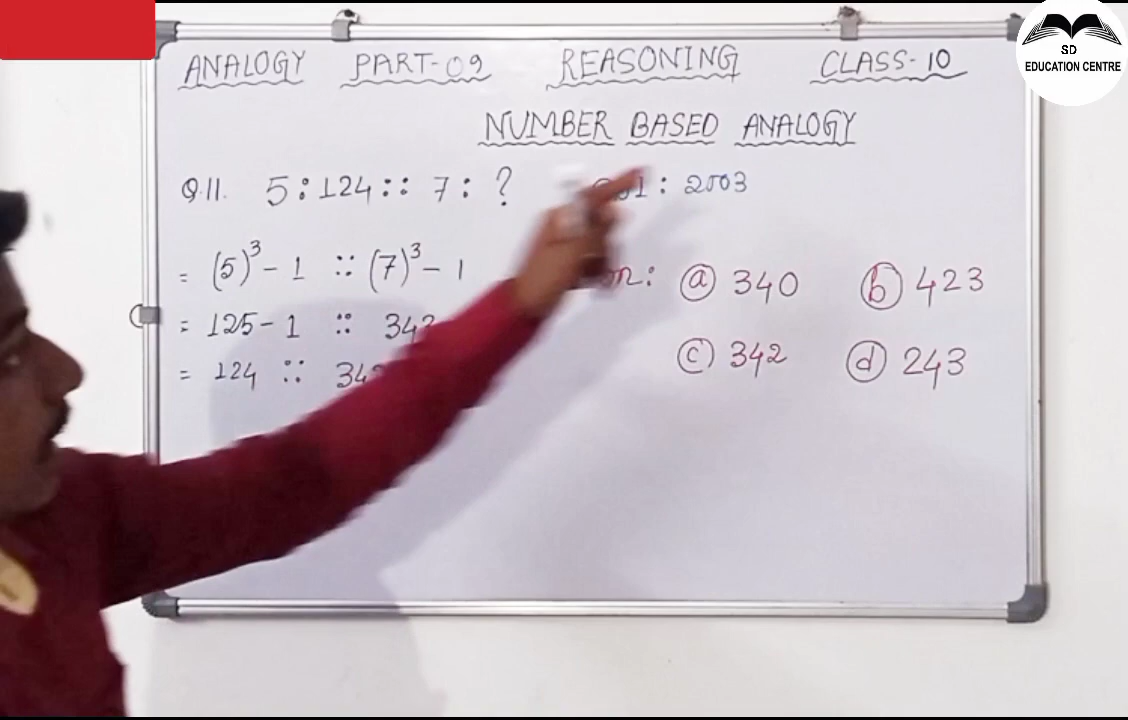 SD
EDUCATION CENTRE
ANALOGY PART-09 REASONING CLASS-10
NUMBER BASED ANALOGY
Q.11. 5 : 124 :: 7 : ? : 2003
= (5)³ - 1 :: (7)³ - 1 : ⓐ 340 ⓑ 423
= 125 - 1 :: ⓒ 342 ⓓ 243
= 124 ::